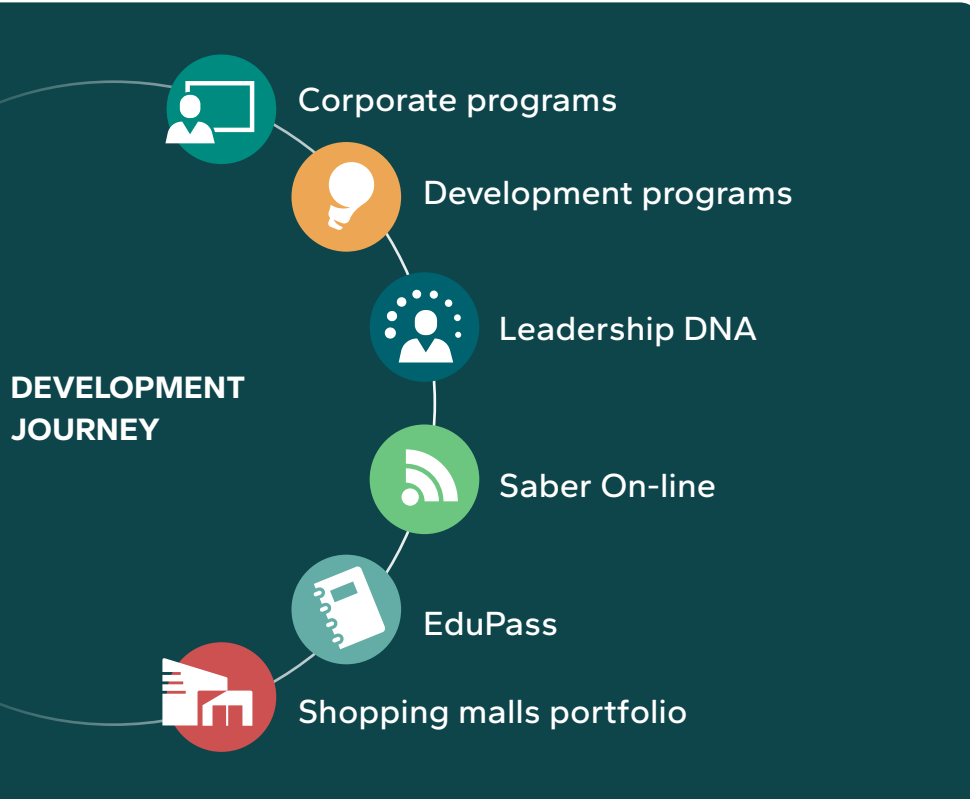 Corporate programs
Development programs
Leadership DNA
DEVELOPMENT
JOURNEY
Saber On-line
EduPass
Shopping malls portfolio